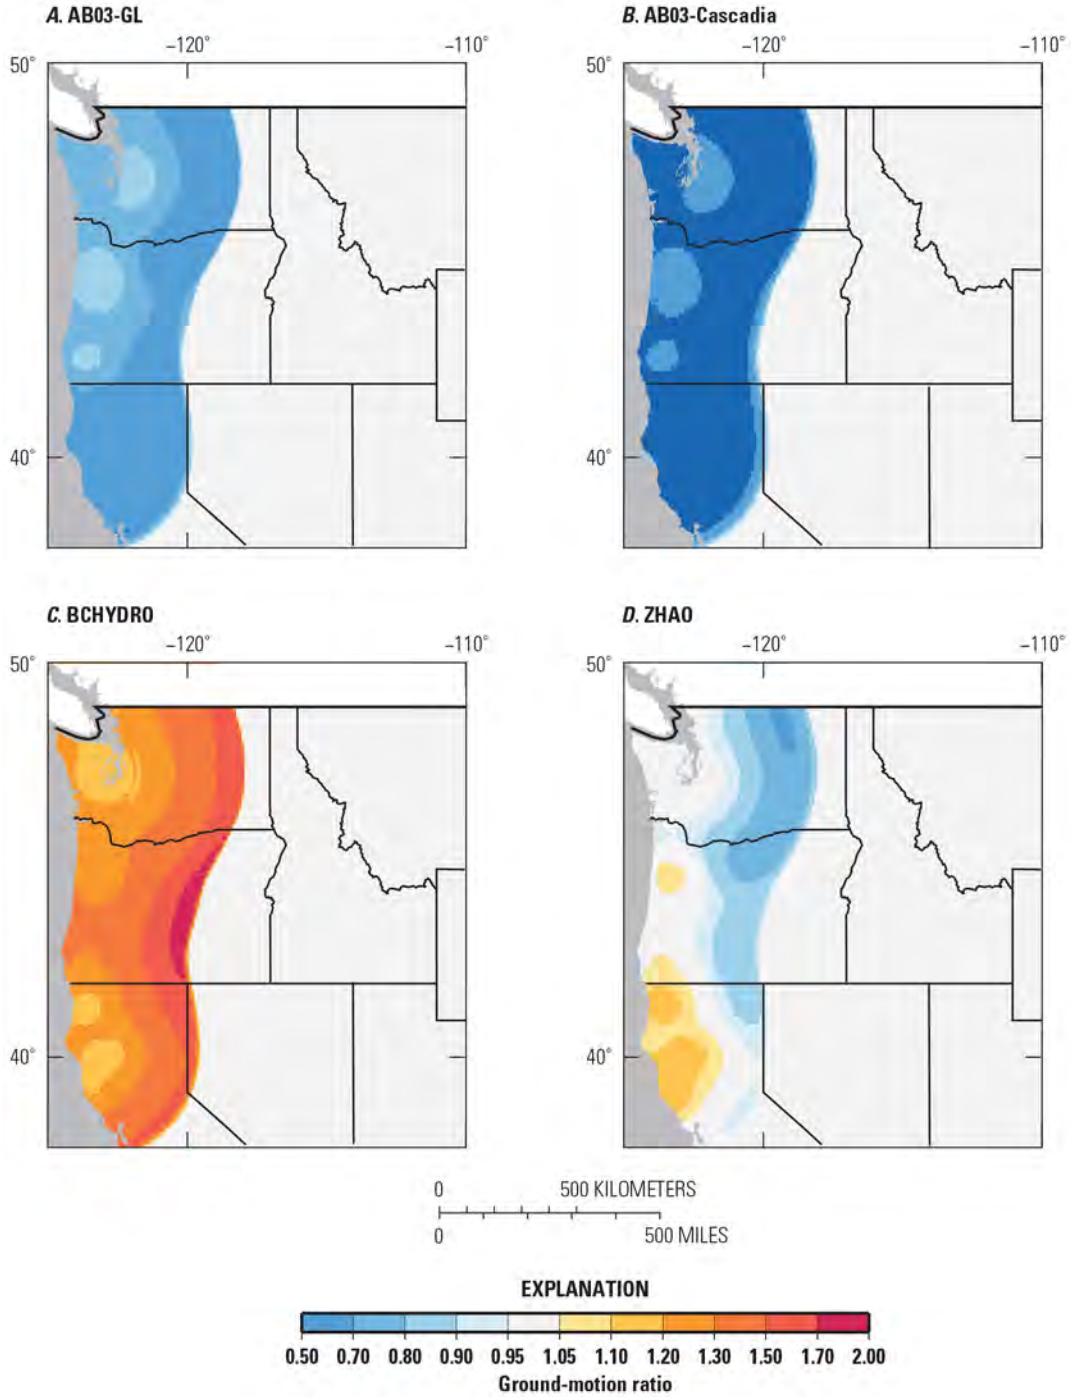 A. AB03-GL
B. AB03-Cascadia
−120° −110° −120° −110°
50° 50°
40° 40°
C. BCHYDRO
D. ZHAO
−120° −110° −120° −110°
50° 50°
40° 40°
0 500 KILOMETERS
0 500 MILES
EXPLANATION
0.50 0.70 0.80 0.90 0.95 1.05 1.10 1.20 1.30 1.50 1.70 2.00
Ground-motion ratio